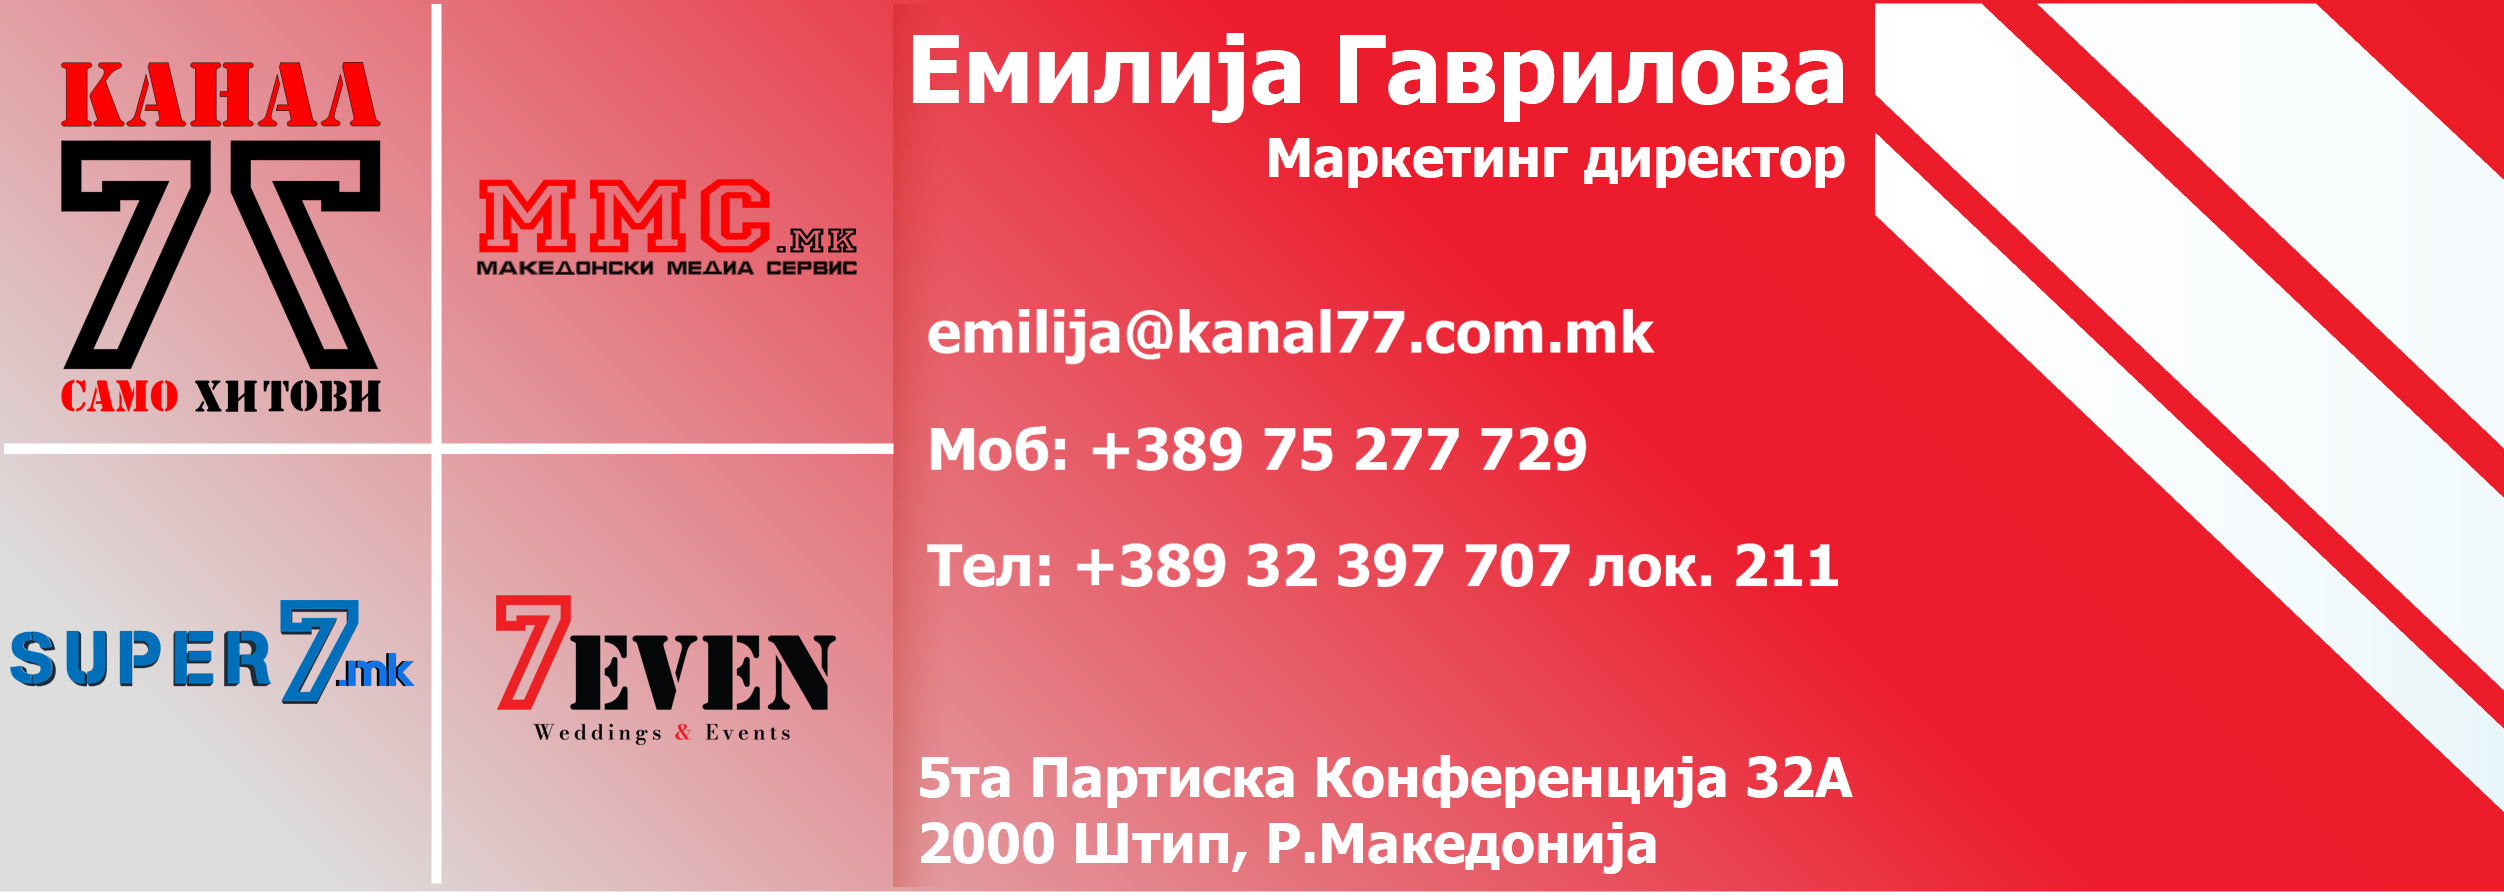 КАНАЛ
77
САМО ХИТОВИ
ММС.МК
МАКЕДОНСКИ МЕДИА СЕРВИС
SUPER7.mk
7EVEN
Weddings & Events
Емилија Гаврилова
Маркетинг директор
emilija@kanal77.com.mk
Моб: +389 75 277 729
Тел: +389 32 397 707 лок. 211
5та Партиска Конференција 32А
2000 Штип, Р.Македонија